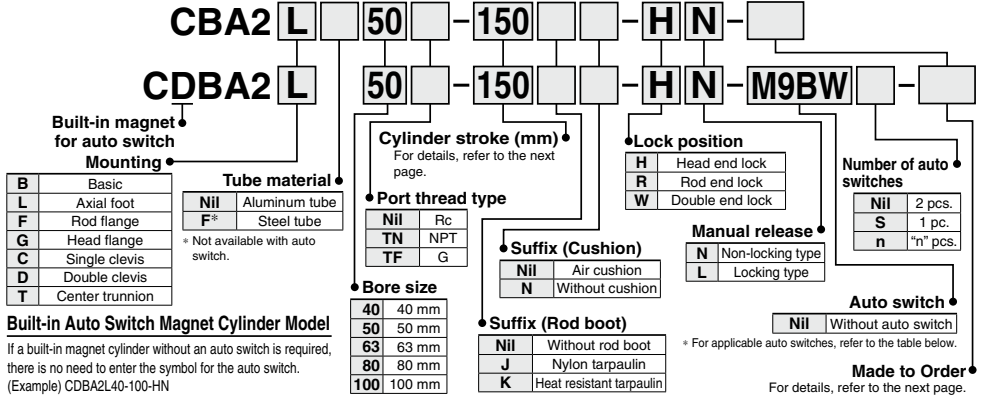 CBA2 L 50 - 150 - H N -
CDBA2 L 50 - 150 - H N - M9BW -
Built-in magnet
for auto switch
Mounting
B Basic
L Axial foot
F Rod flange
G Head flange
C Single clevis
D Double clevis
T Center trunnion
Built-in Auto Switch Magnet Cylinder Model
If a built-in magnet cylinder without an auto switch is required,
there is no need to enter the symbol for the auto switch.
(Example) CDBA2L40-100-HN
Tube material
Nil Aluminum tube
F* Steel tube
* Not available with auto
switch.
Cylinder stroke (mm)
For details, refer to the next
page.
Port thread type
Nil Rc
TN NPT
TF G
Bore size
40 40 mm
50 50 mm
63 63 mm
80 80 mm
100 100 mm
Suffix (Cushion)
Nil Air cushion
N Without cushion
Suffix (Rod boot)
Nil Without rod boot
J Nylon tarpaulin
K Heat resistant tarpaulin
Lock position
H Head end lock
R Rod end lock
W Double end lock
Manual release
N Non-locking type
L Locking type
Number of auto
switches
Nil 2 pcs.
S 1 pc.
n "n" pcs.
Auto switch
Nil Without auto switch
* For applicable auto switches, refer to the table below.
Made to Order
For details, refer to the next page.